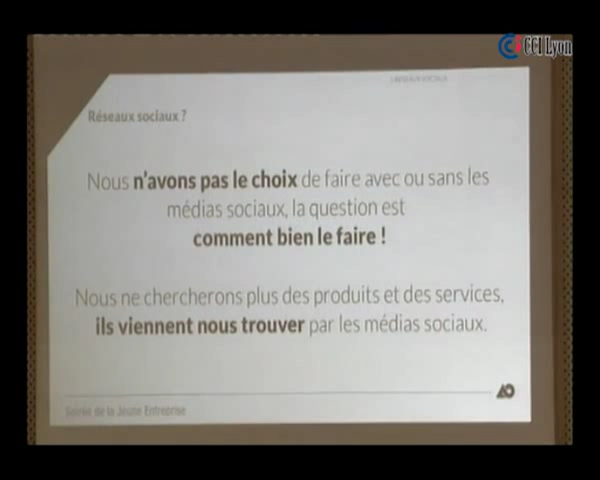 CCI Lyon
Réseaux sociaux ?
Nous n'avons pas le choix de faire avec ou sans les
médias sociaux, la question est
comment bien le faire !
Nous ne chercherons plus des produits et des services,
ils viennent nous trouver par les médias sociaux.
Soirée de la Jeune Entreprise